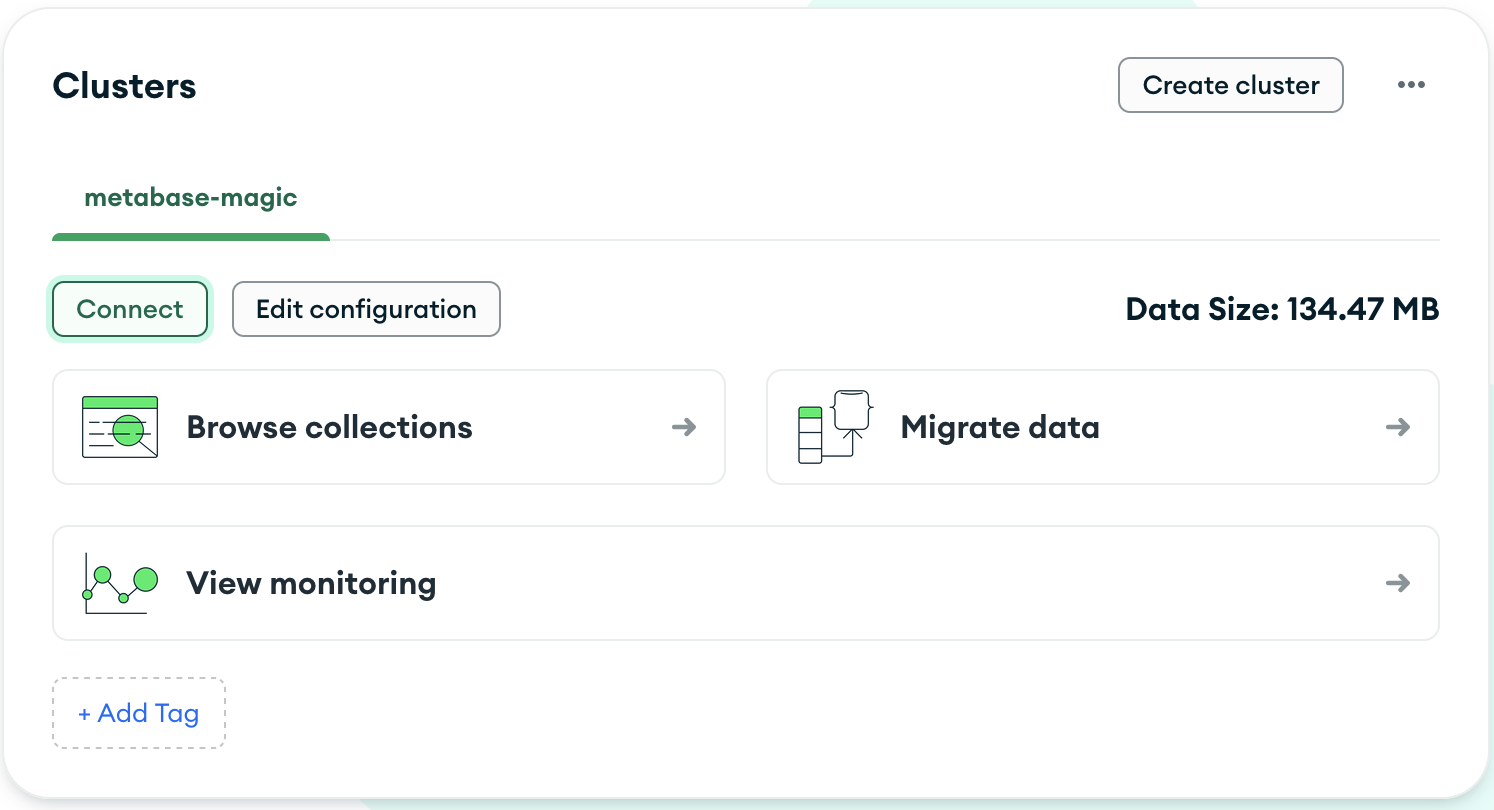 Clusters
Create cluster
metabase-magic
Connect
Edit configuration
Data Size: 134.47 MB
Browse collections
Migrate data
View monitoring
+ Add Tag